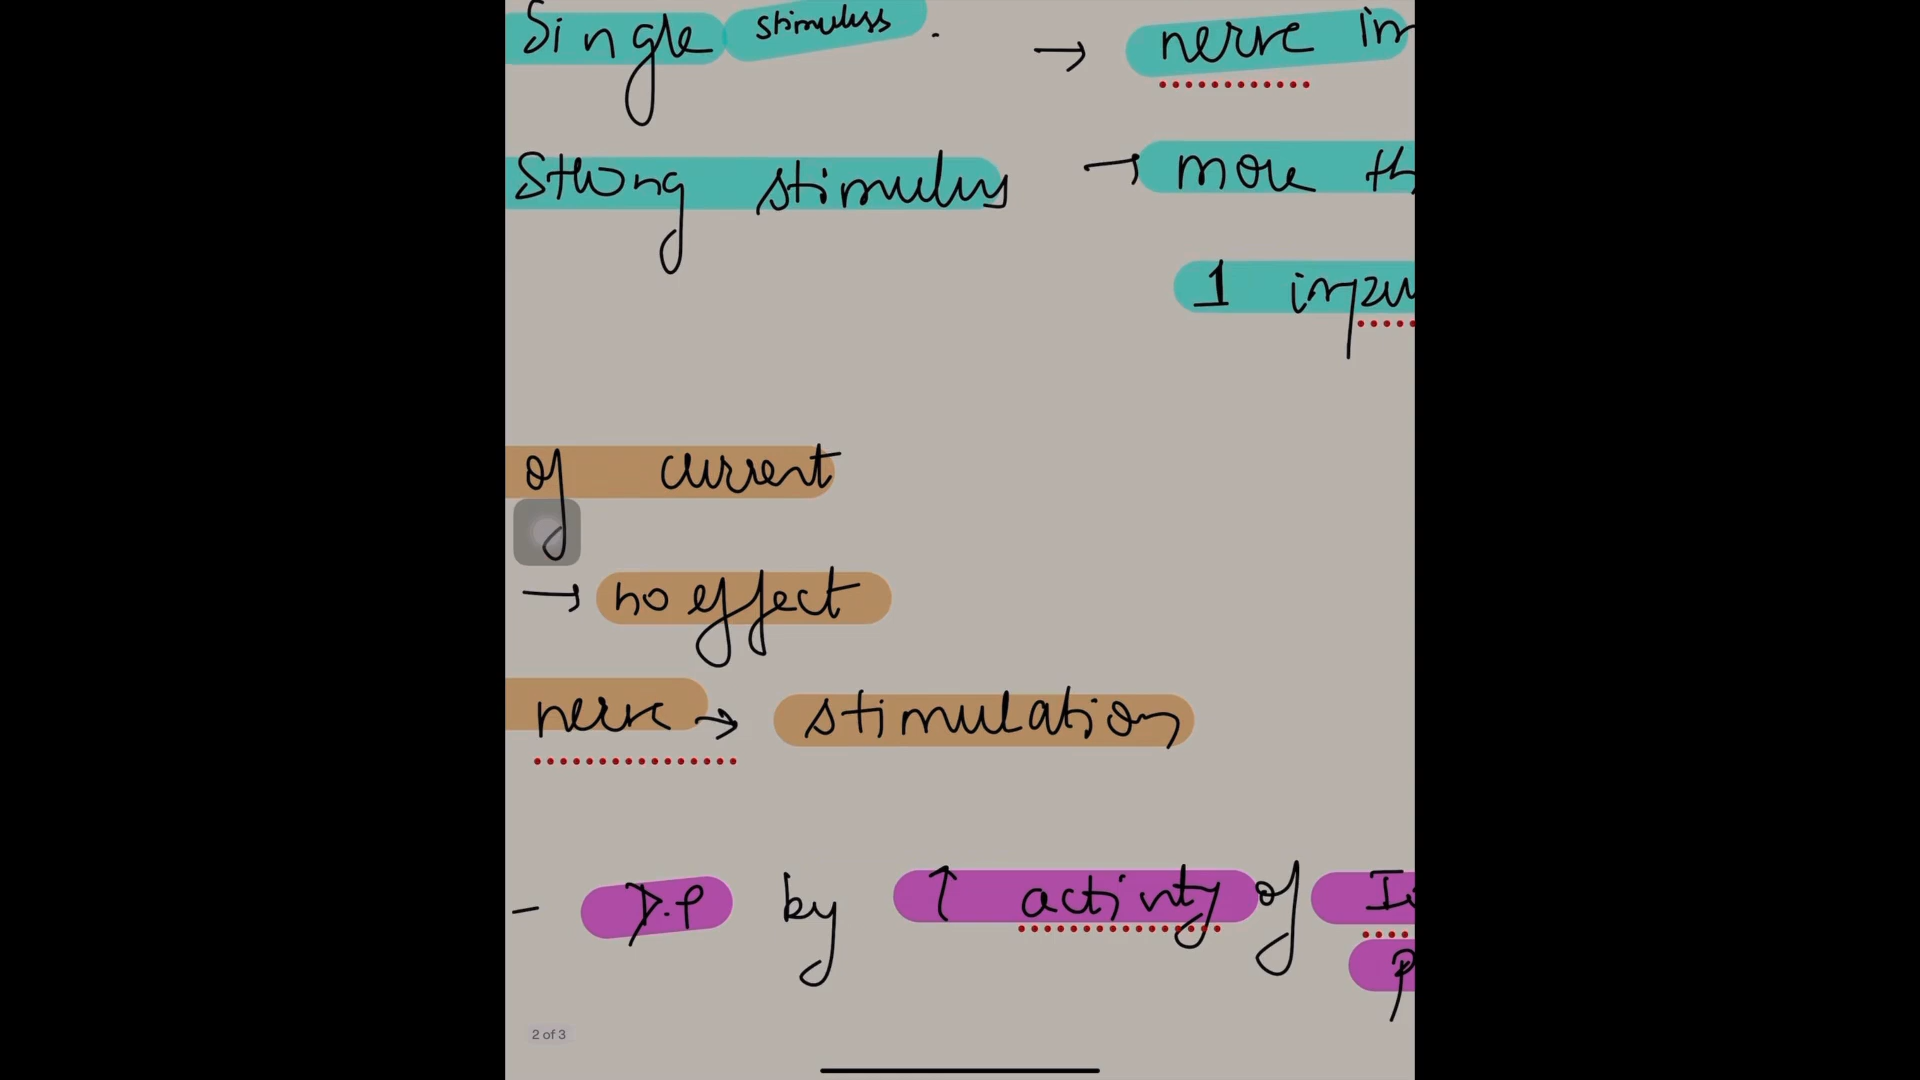 Single stimulus. → nerve im
Strong stimulus → more th
1 impu
of current
→ no effect
nerve → stimulation
- D.P by ↑ activity of
2 of 3